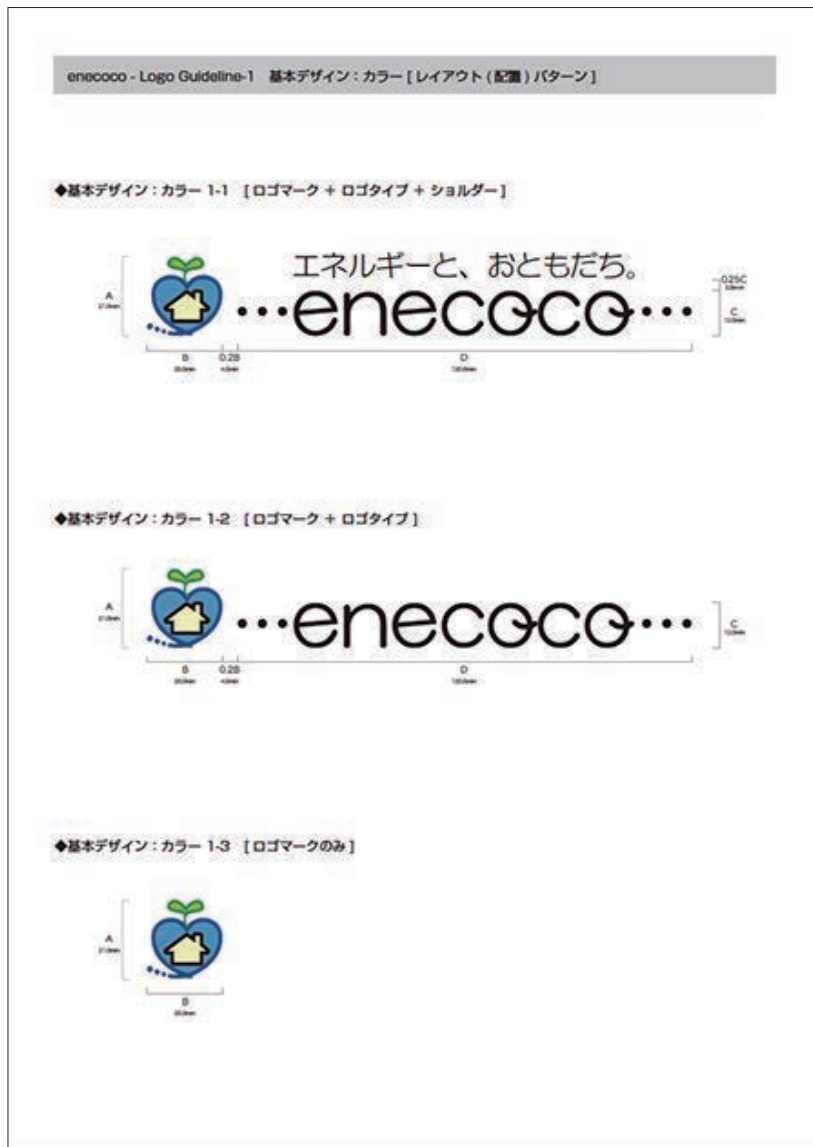 enecoco - Logo Guideline-1 基本デザイン：カラー [ レイアウト ( 配置 ) パターン ]
◆基本デザイン：カラー 1-1 [ ロゴマーク ＋ ロゴタイプ ＋ ショルダー ]
エネルギーと、おともだち。
A
0.25C
C
•••enecoco•••
B
0.2B
D
◆基本デザイン：カラー 1-2 [ ロゴマーク ＋ ロゴタイプ ]
A
•••enecoco•••
C
B
0.2B
D
◆基本デザイン：カラー 1-3 [ ロゴマークのみ ]
A
B